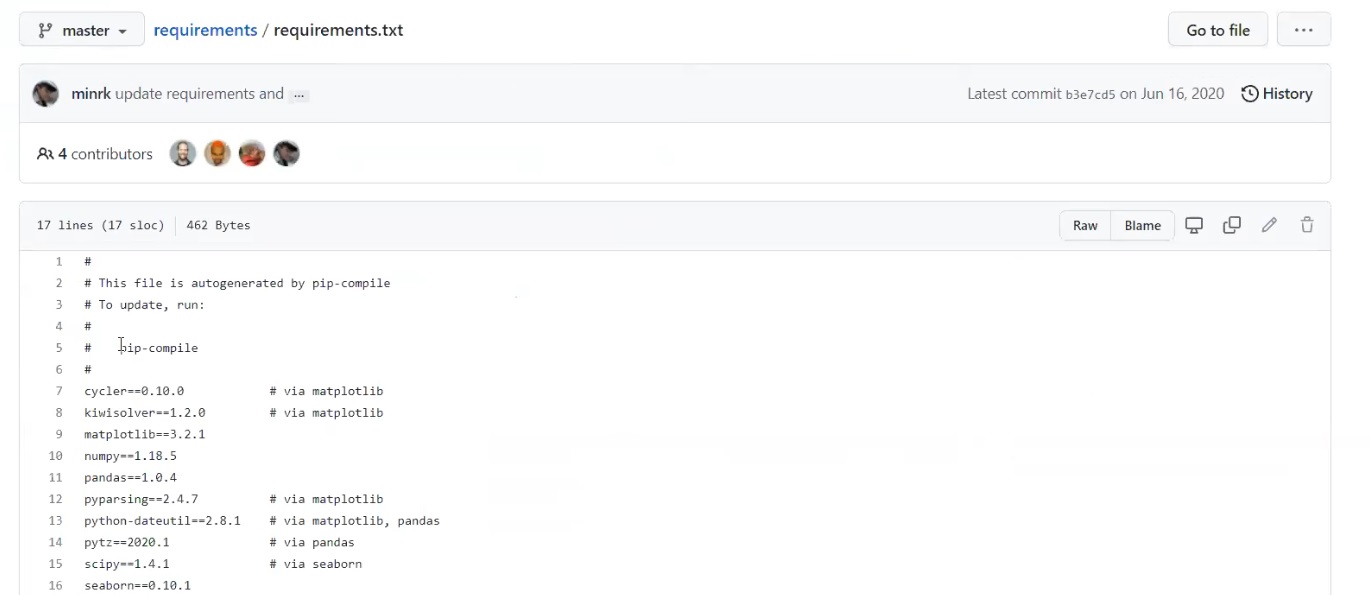 master requirements / requirements.txt Go to file ...
minrk update requirements and ... Latest commit b3e7cd5 on Jun 16, 2020 History
4 contributors
17 lines (17 sloc) 462 Bytes Raw Blame
1 #
2 # This file is autogenerated by pip-compile
3 # To update, run:
4 #
5 #    pip-compile
6 #
7 cycler==0.10.0            # via matplotlib
8 kiwisolver==1.2.0         # via matplotlib
9 matplotlib==3.2.1
10 numpy==1.18.5
11 pandas==1.0.4
12 pyparsing==2.4.7          # via matplotlib
13 python-dateutil==2.8.1    # via matplotlib, pandas
14 pytz==2020.1              # via pandas
15 scipy==1.4.1              # via seaborn
16 seaborn==0.10.1